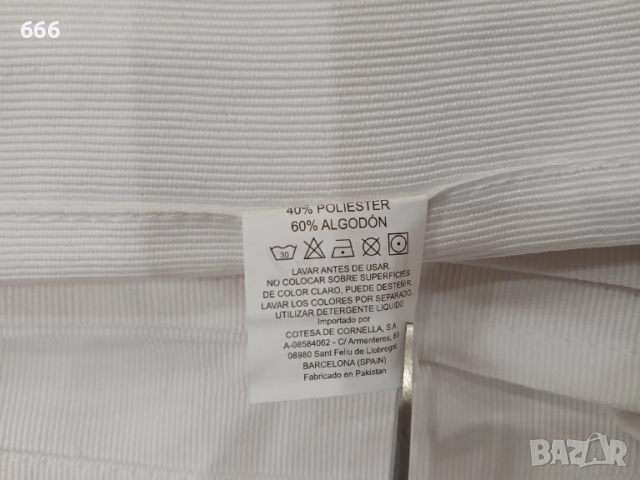 666
40% POLIESTER
60% ALGODÓN
30
LAVAR ANTES DE USAR.
NO COLOCAR SOBRE SUPERFICIES
DE COLOR CLARO, PUEDE DESTEÑIR.
LAVAR LOS COLORES POR SEPARADO.
UTILIZAR DETERGENTE LIQUIDO
Importado por
COTESA DE CORNELLA, S.A.
A-08584062 - C/ Armenteres,
08980 Sant Feliu de Llobregat
BARCELONA (SPAIN)
Fabricado en Pakistan
BAZAR
bg